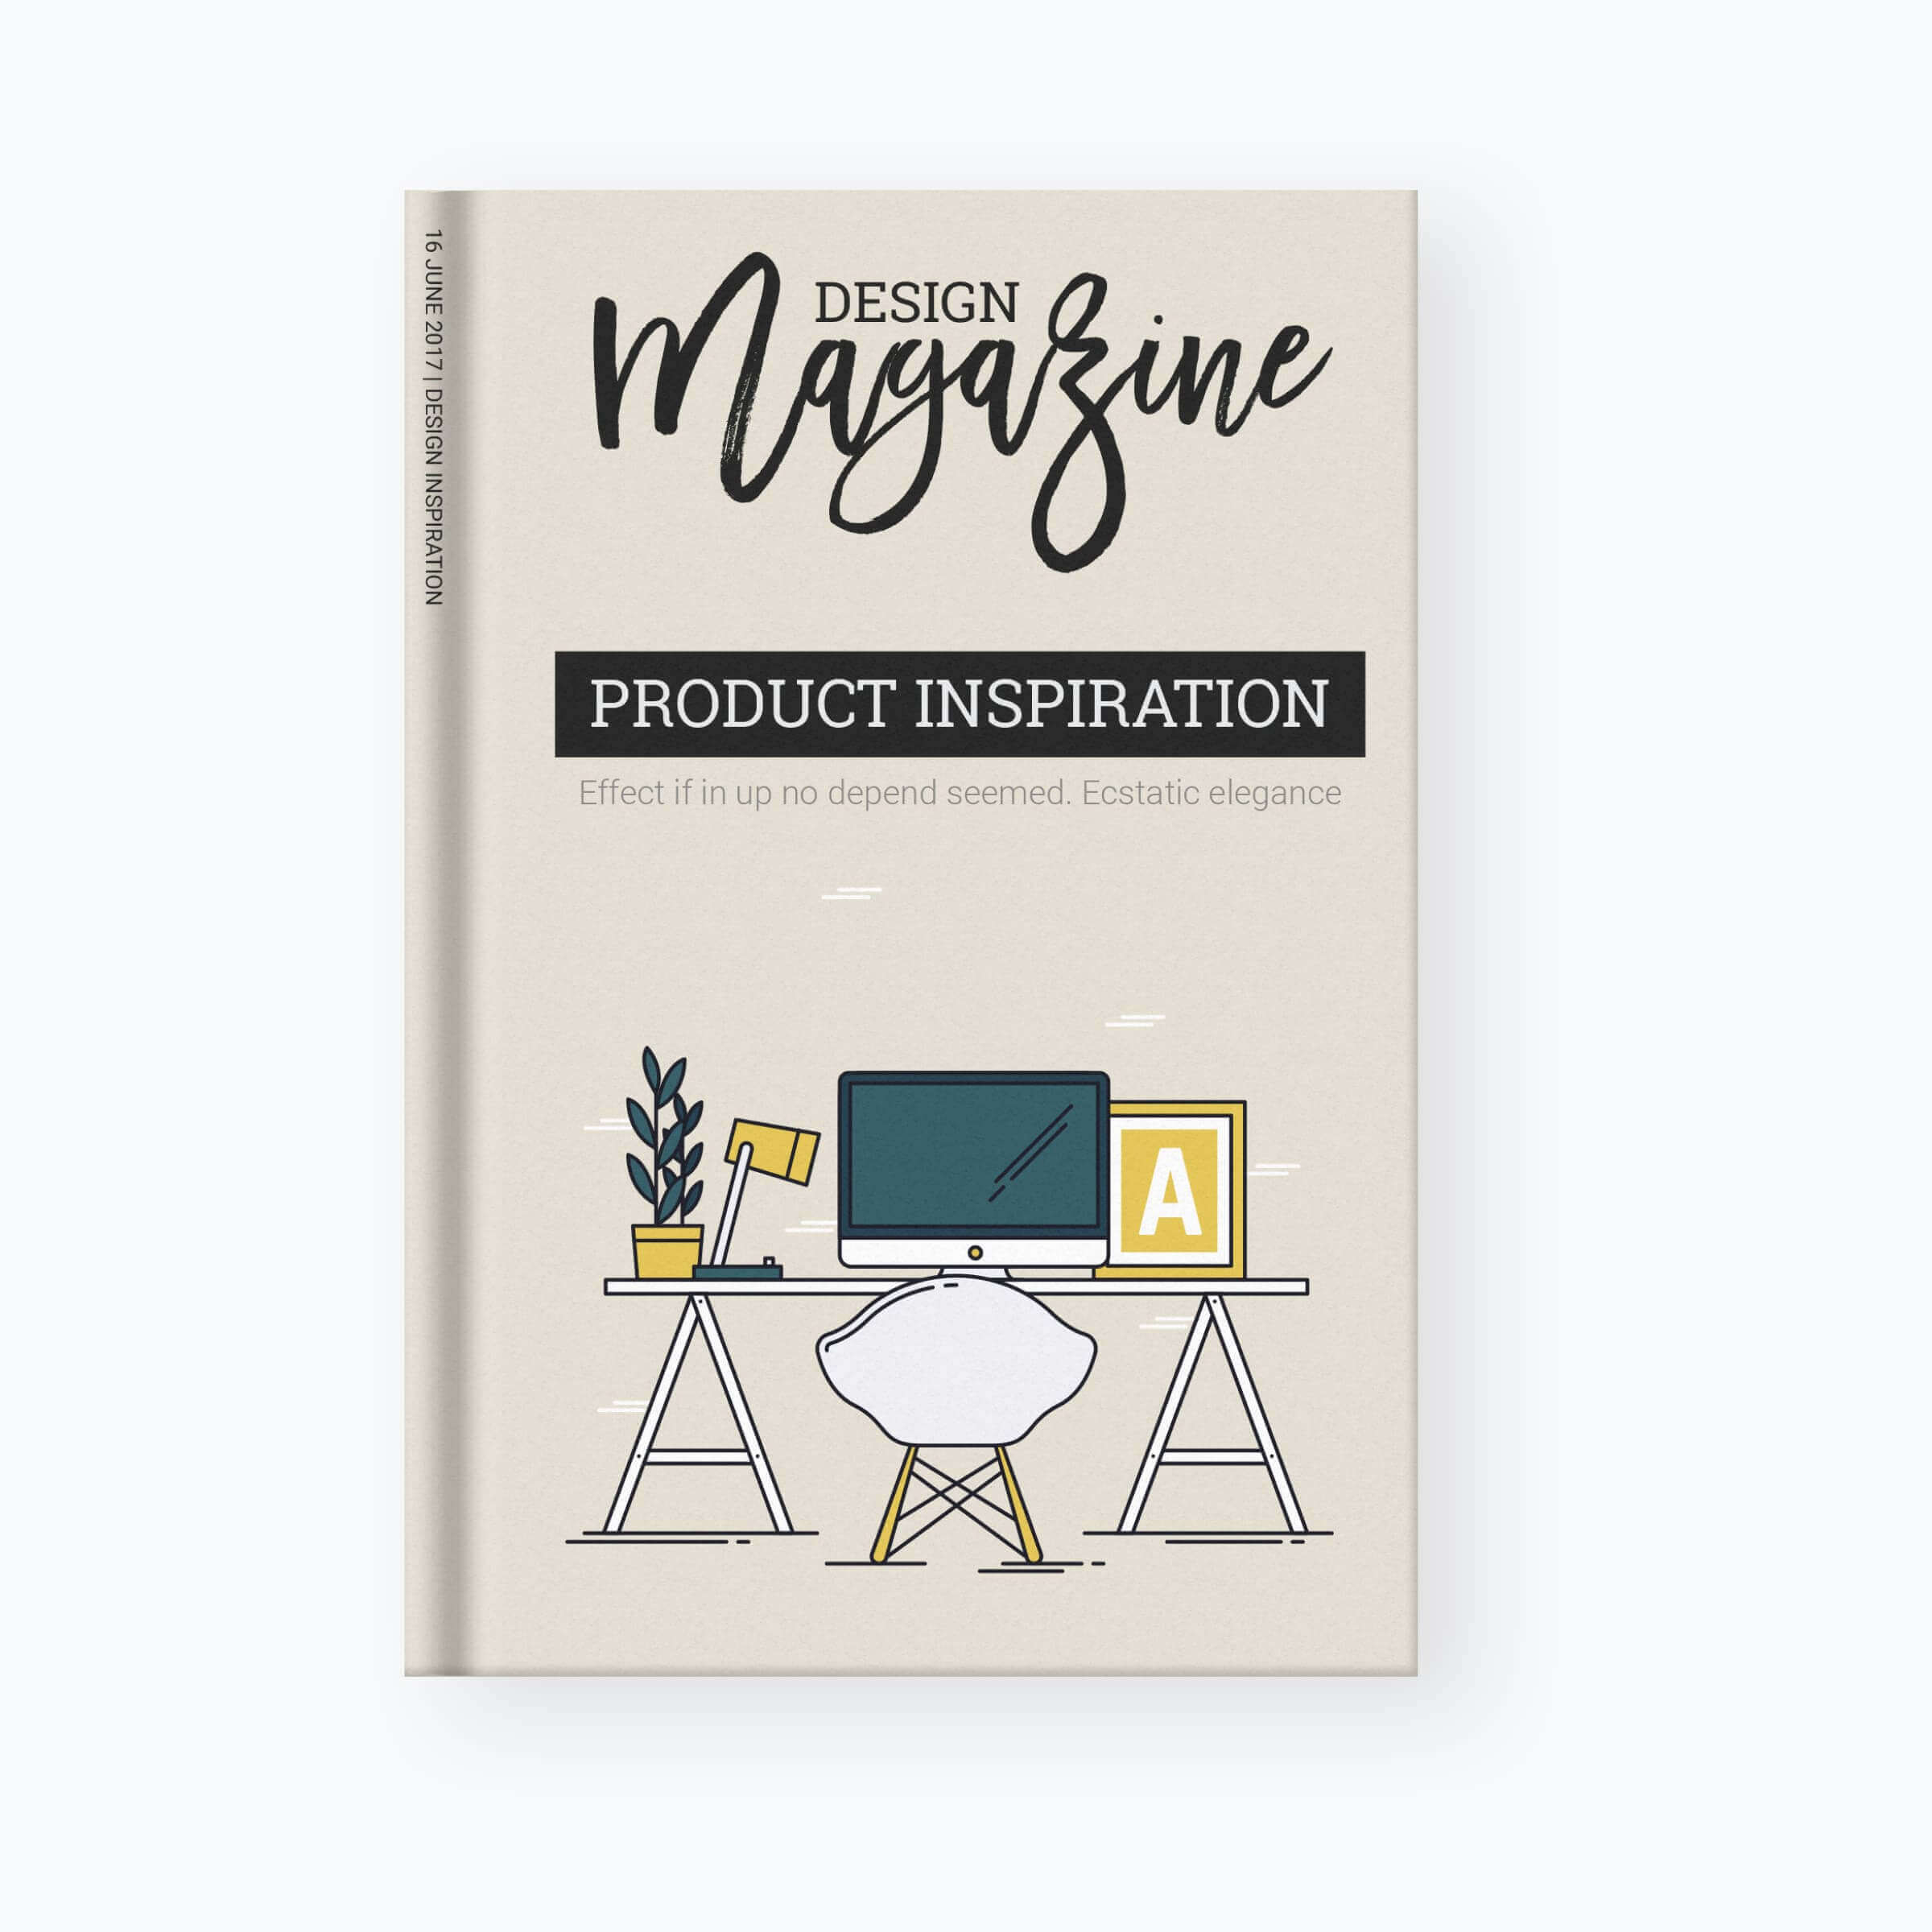 16 JUNE 2017 | DESIGN INSPIRATION
DESIGN
Magazine
PRODUCT INSPIRATION
Effect if in up no depend seemed. Ecstatic elegance
A